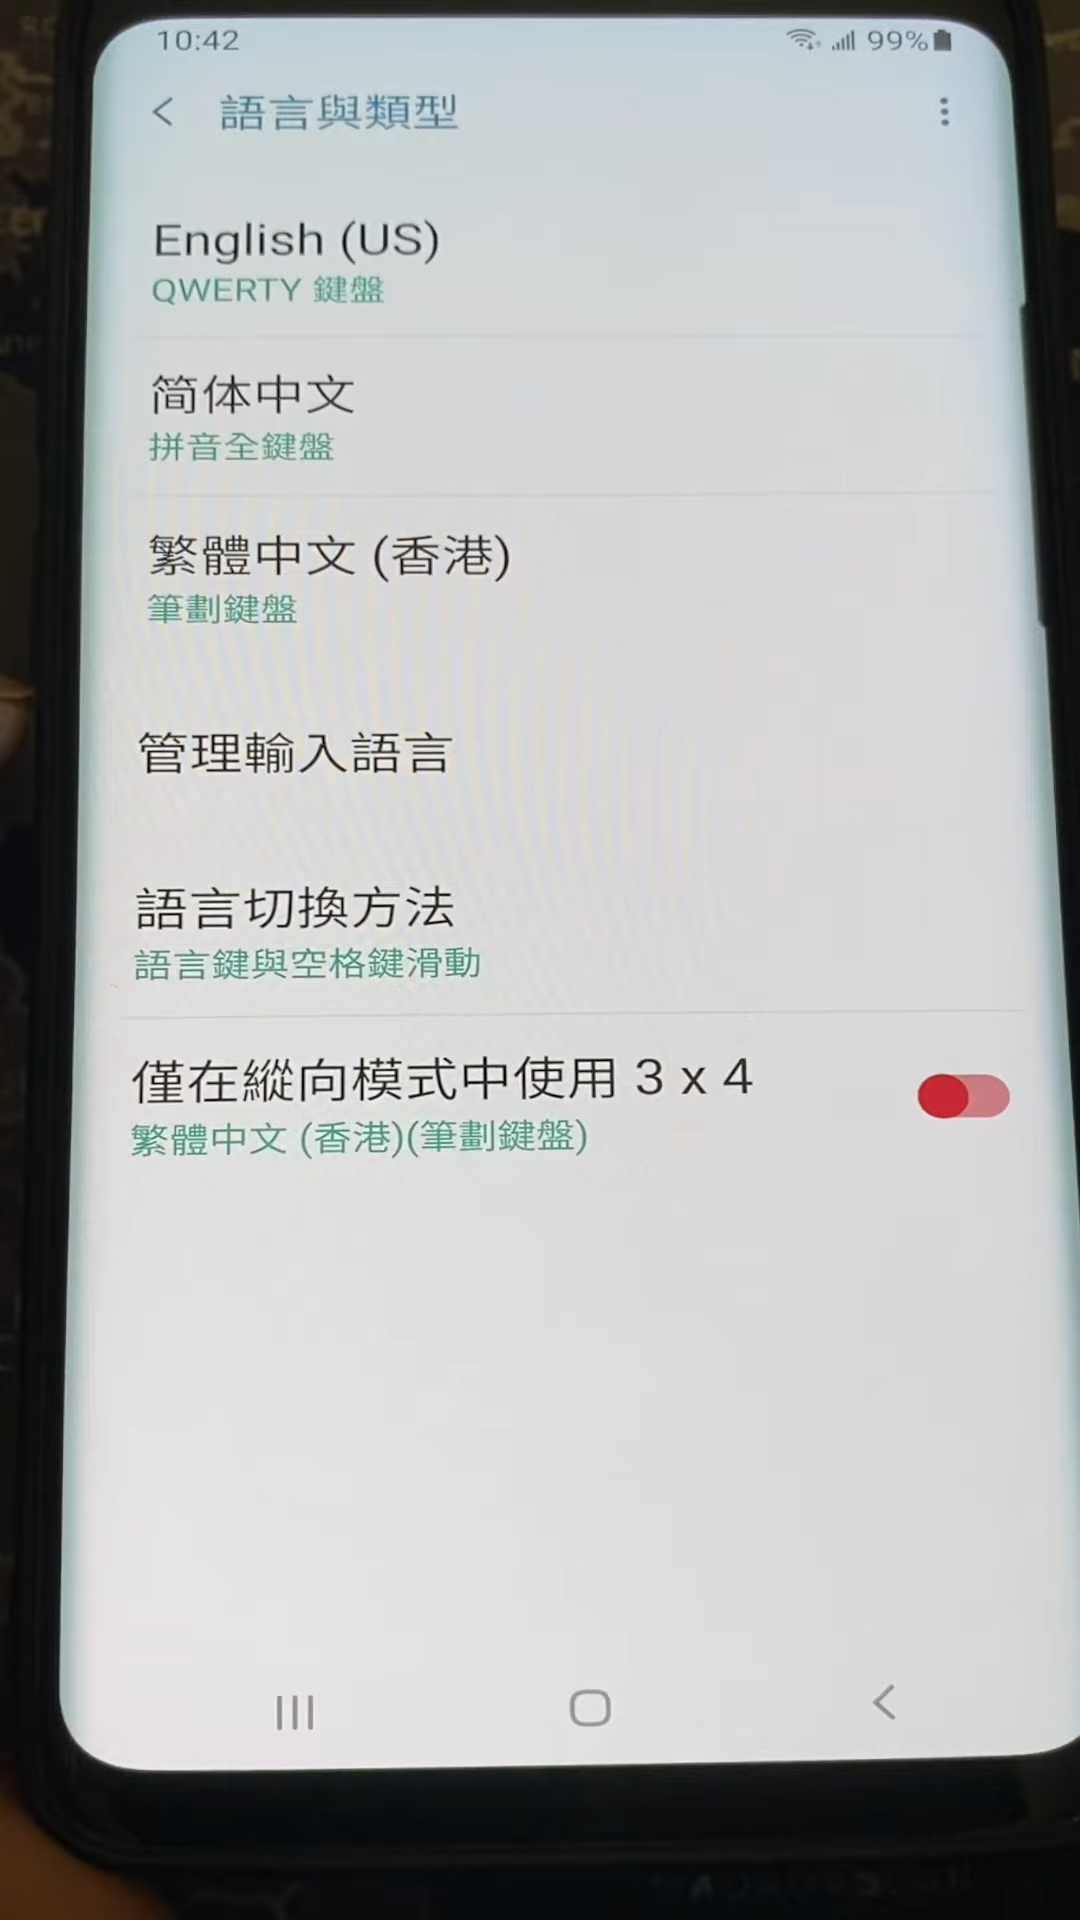 10:42
99%
語言與類型
English (US)
QWERTY 鍵盤
简体中文
拼音全鍵盤
繁體中文 (香港)
筆劃鍵盤
管理輸入語言
語言切換方法
語言鍵與空格鍵滑動
僅在縱向模式中使用 3 x 4
繁體中文 (香港)(筆劃鍵盤)